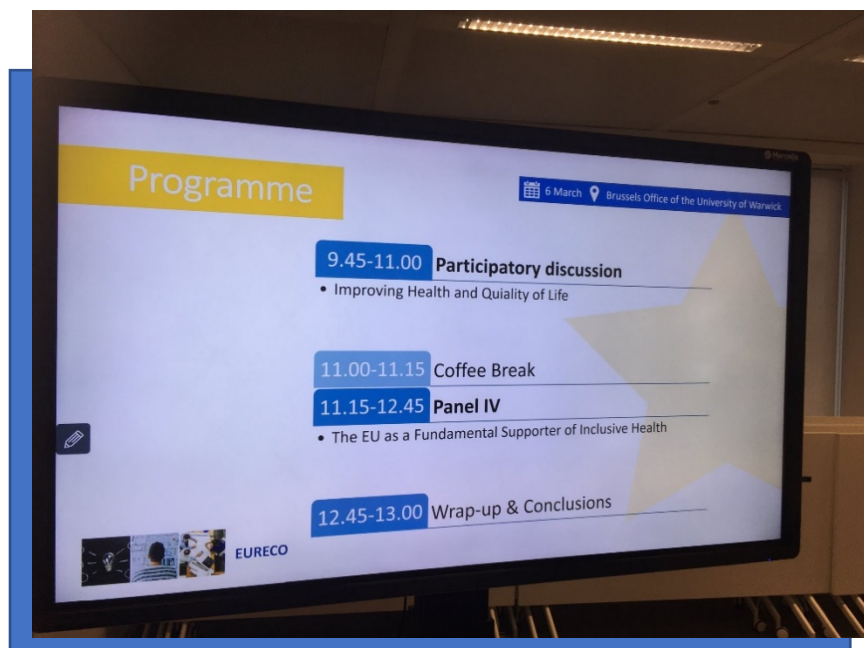 Programme
6 March Brussels Office of the University of Warwick
9.45-11.00 Participatory discussion
• Improving Health and Quiality of Life
11.00-11.15 Coffee Break
11.15-12.45 Panel IV
• The EU as a Fundamental Supporter of Inclusive Health
12.45-13.00 Wrap-up & Conclusions
EURECO